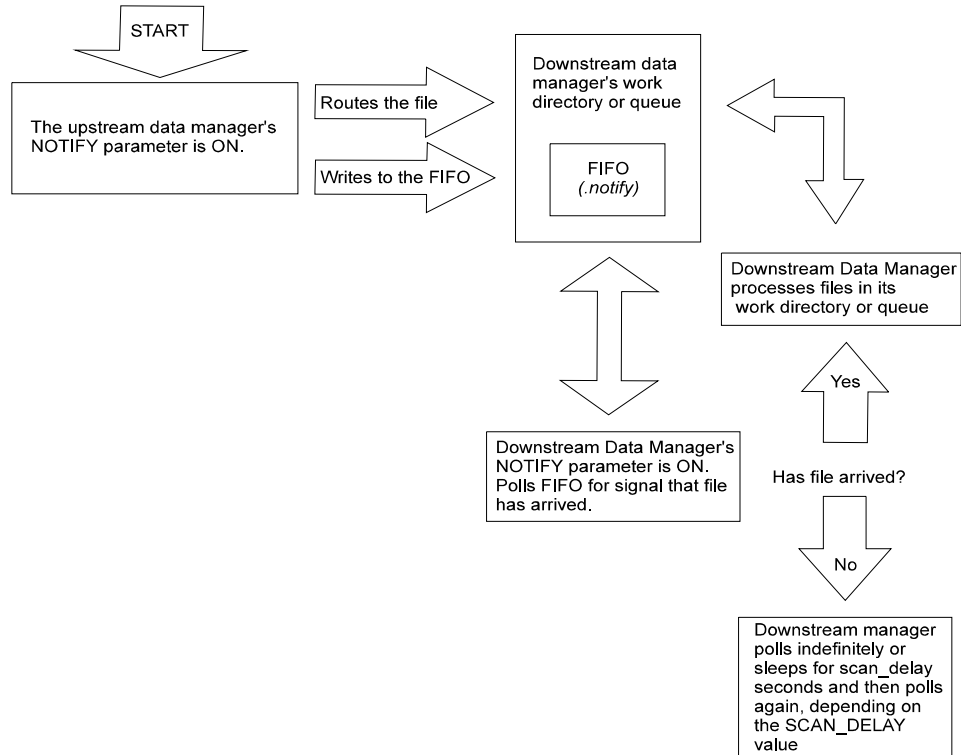 START
The upstream data manager's
NOTIFY parameter is ON.
Routes the file
Writes to the FIFO
Downstream data
manager's work
directory or queue
FIFO
(.notify)
Downstream Data Manager
processes files in its
work directory or queue
Yes
Downstream Data Manager's
NOTIFY parameter is ON.
Polls FIFO for signal that file
has arrived.
Has file arrived?
No
Downstream manager
polls indefinitely or
sleeps for scan_delay
seconds and then polls
again, depending on
the SCAN_DELAY
value